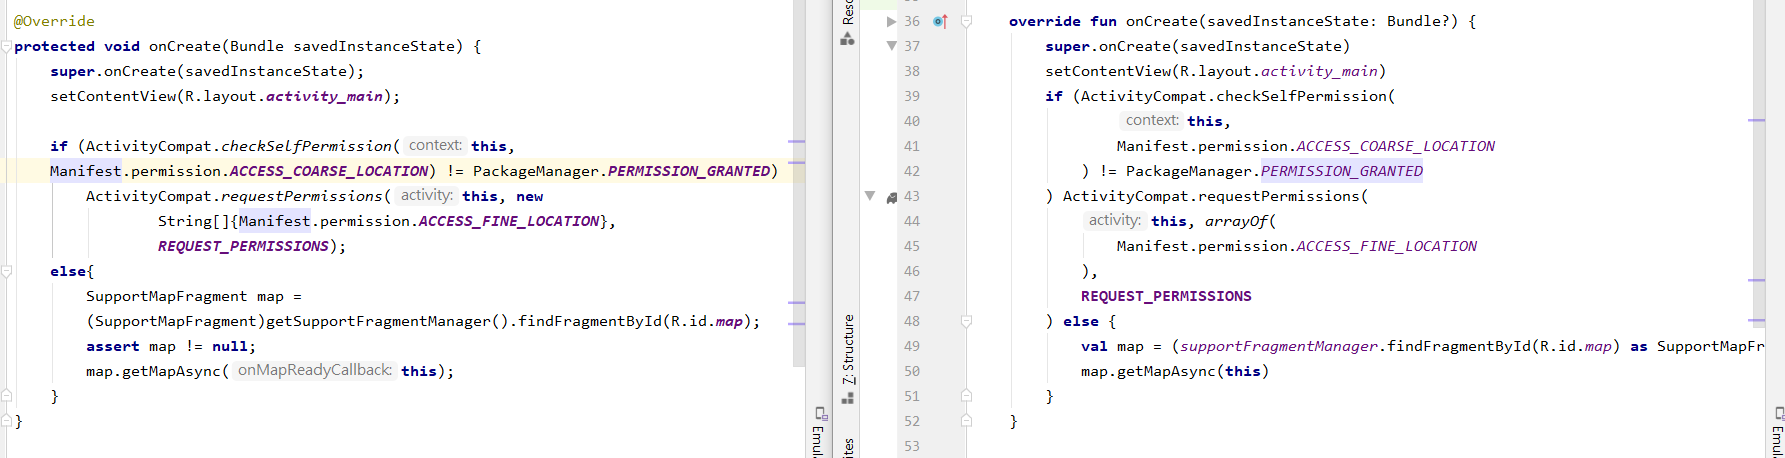 @Override
protected void onCreate(Bundle savedInstanceState) {
super.onCreate(savedInstanceState);
setContentView(R.layout.activity_main);
if (ActivityCompat.checkSelfPermission( context: this,
Manifest.permission.ACCESS_COARSE_LOCATION) != PackageManager.PERMISSION_GRANTED)
ActivityCompat.requestPermissions( activity: this, new
String[]{Manifest.permission.ACCESS_FINE_LOCATION},
REQUEST_PERMISSIONS);
else{
SupportMapFragment map =
(SupportMapFragment)getSupportFragmentManager().findFragmentById(R.id.map);
assert map != null;
map.getMapAsync( onMapReadyCallback: this);
}
}
Emula
Reso
7: Structure
ites
36 override fun onCreate(savedInstanceState: Bundle?) {
37 super.onCreate(savedInstanceState)
38 setContentView(R.layout.activity_main)
39 if (ActivityCompat.checkSelfPermission(
40 context: this,
41 Manifest.permission.ACCESS_COARSE_LOCATION
42 ) != PackageManager.PERMISSION_GRANTED
43 ) ActivityCompat.requestPermissions(
44 activity: this, arrayOf(
45 Manifest.permission.ACCESS_FINE_LOCATION
46 ),
47 REQUEST_PERMISSIONS
48 ) else {
49 val map = (supportFragmentManager.findFragmentById(R.id.map) as SupportMapFr
50 map.getMapAsync(this)
51 }
52 }
53
Emula